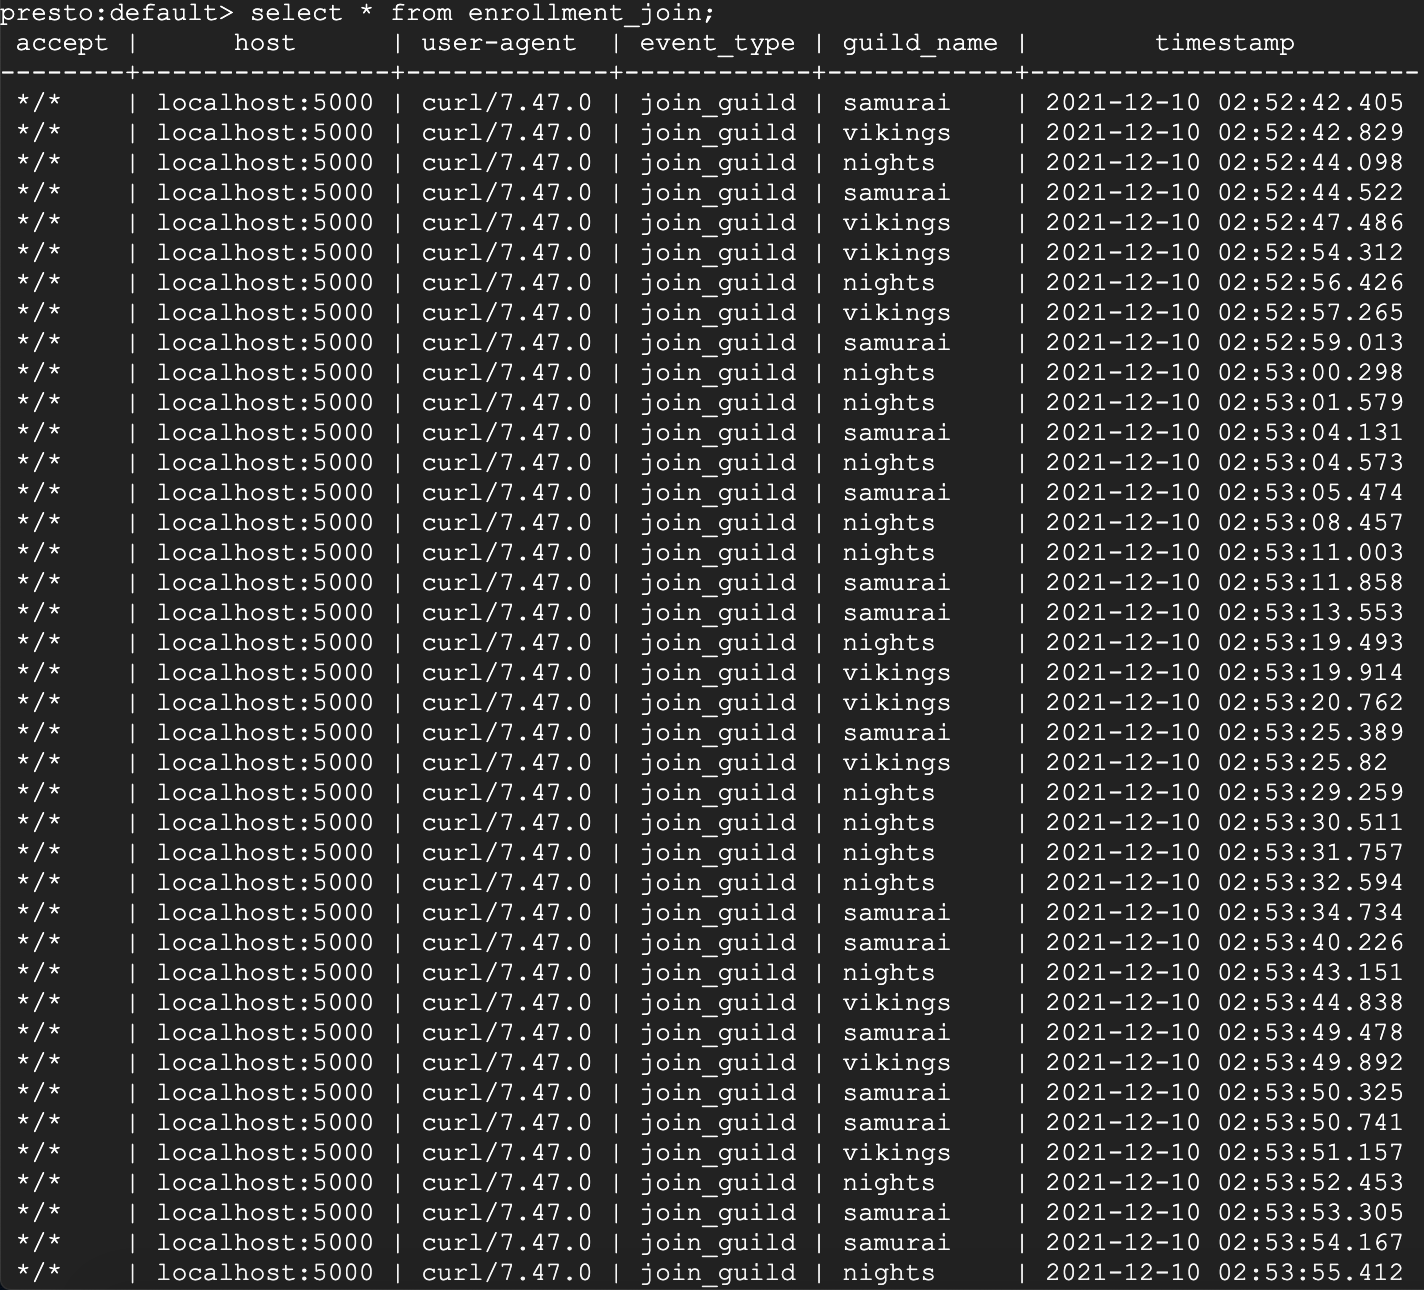 presto:default> select * from enrollment_join;
 accept |      host      | user-agent  | event_type | guild_name |        timestamp
--------+----------------+-------------+------------+------------+-------------------------
 */*    | localhost:5000 | curl/7.47.0 | join_guild | samurai    | 2021-12-10 02:52:42.405
 */*    | localhost:5000 | curl/7.47.0 | join_guild | vikings    | 2021-12-10 02:52:42.829
 */*    | localhost:5000 | curl/7.47.0 | join_guild | nights     | 2021-12-10 02:52:44.098
 */*    | localhost:5000 | curl/7.47.0 | join_guild | samurai    | 2021-12-10 02:52:44.522
 */*    | localhost:5000 | curl/7.47.0 | join_guild | vikings    | 2021-12-10 02:52:47.486
 */*    | localhost:5000 | curl/7.47.0 | join_guild | vikings    | 2021-12-10 02:52:54.312
 */*    | localhost:5000 | curl/7.47.0 | join_guild | nights     | 2021-12-10 02:52:56.426
 */*    | localhost:5000 | curl/7.47.0 | join_guild | vikings    | 2021-12-10 02:52:57.265
 */*    | localhost:5000 | curl/7.47.0 | join_guild | samurai    | 2021-12-10 02:52:59.013
 */*    | localhost:5000 | curl/7.47.0 | join_guild | nights     | 2021-12-10 02:53:00.298
 */*    | localhost:5000 | curl/7.47.0 | join_guild | nights     | 2021-12-10 02:53:01.579
 */*    | localhost:5000 | curl/7.47.0 | join_guild | samurai    | 2021-12-10 02:53:04.131
 */*    | localhost:5000 | curl/7.47.0 | join_guild | nights     | 2021-12-10 02:53:04.573
 */*    | localhost:5000 | curl/7.47.0 | join_guild | samurai    | 2021-12-10 02:53:05.474
 */*    | localhost:5000 | curl/7.47.0 | join_guild | nights     | 2021-12-10 02:53:08.457
 */*    | localhost:5000 | curl/7.47.0 | join_guild | nights     | 2021-12-10 02:53:11.003
 */*    | localhost:5000 | curl/7.47.0 | join_guild | samurai    | 2021-12-10 02:53:11.858
 */*    | localhost:5000 | curl/7.47.0 | join_guild | samurai    | 2021-12-10 02:53:13.553
 */*    | localhost:5000 | curl/7.47.0 | join_guild | nights     | 2021-12-10 02:53:19.493
 */*    | localhost:5000 | curl/7.47.0 | join_guild | vikings    | 2021-12-10 02:53:19.914
 */*    | localhost:5000 | curl/7.47.0 | join_guild | vikings    | 2021-12-10 02:53:20.762
 */*    | localhost:5000 | curl/7.47.0 | join_guild | samurai    | 2021-12-10 02:53:25.389
 */*    | localhost:5000 | curl/7.47.0 | join_guild | vikings    | 2021-12-10 02:53:25.82
 */*    | localhost:5000 | curl/7.47.0 | join_guild | nights     | 2021-12-10 02:53:29.259
 */*    | localhost:5000 | curl/7.47.0 | join_guild | nights     | 2021-12-10 02:53:30.511
 */*    | localhost:5000 | curl/7.47.0 | join_guild | nights     | 2021-12-10 02:53:31.757
 */*    | localhost:5000 | curl/7.47.0 | join_guild | nights     | 2021-12-10 02:53:32.594
 */*    | localhost:5000 | curl/7.47.0 | join_guild | samurai    | 2021-12-10 02:53:34.734
 */*    | localhost:5000 | curl/7.47.0 | join_guild | samurai    | 2021-12-10 02:53:40.226
 */*    | localhost:5000 | curl/7.47.0 | join_guild | nights     | 2021-12-10 02:53:43.151
 */*    | localhost:5000 | curl/7.47.0 | join_guild | vikings    | 2021-12-10 02:53:44.838
 */*    | localhost:5000 | curl/7.47.0 | join_guild | samurai    | 2021-12-10 02:53:49.478
 */*    | localhost:5000 | curl/7.47.0 | join_guild | vikings    | 2021-12-10 02:53:49.892
 */*    | localhost:5000 | curl/7.47.0 | join_guild | samurai    | 2021-12-10 02:53:50.325
 */*    | localhost:5000 | curl/7.47.0 | join_guild | samurai    | 2021-12-10 02:53:50.741
 */*    | localhost:5000 | curl/7.47.0 | join_guild | vikings    | 2021-12-10 02:53:51.157
 */*    | localhost:5000 | curl/7.47.0 | join_guild | nights     | 2021-12-10 02:53:52.453
 */*    | localhost:5000 | curl/7.47.0 | join_guild | samurai    | 2021-12-10 02:53:53.305
 */*    | localhost:5000 | curl/7.47.0 | join_guild | samurai    | 2021-12-10 02:53:54.167
 */*    | localhost:5000 | curl/7.47.0 | join_guild | nights     | 2021-12-10 02:53:55.412